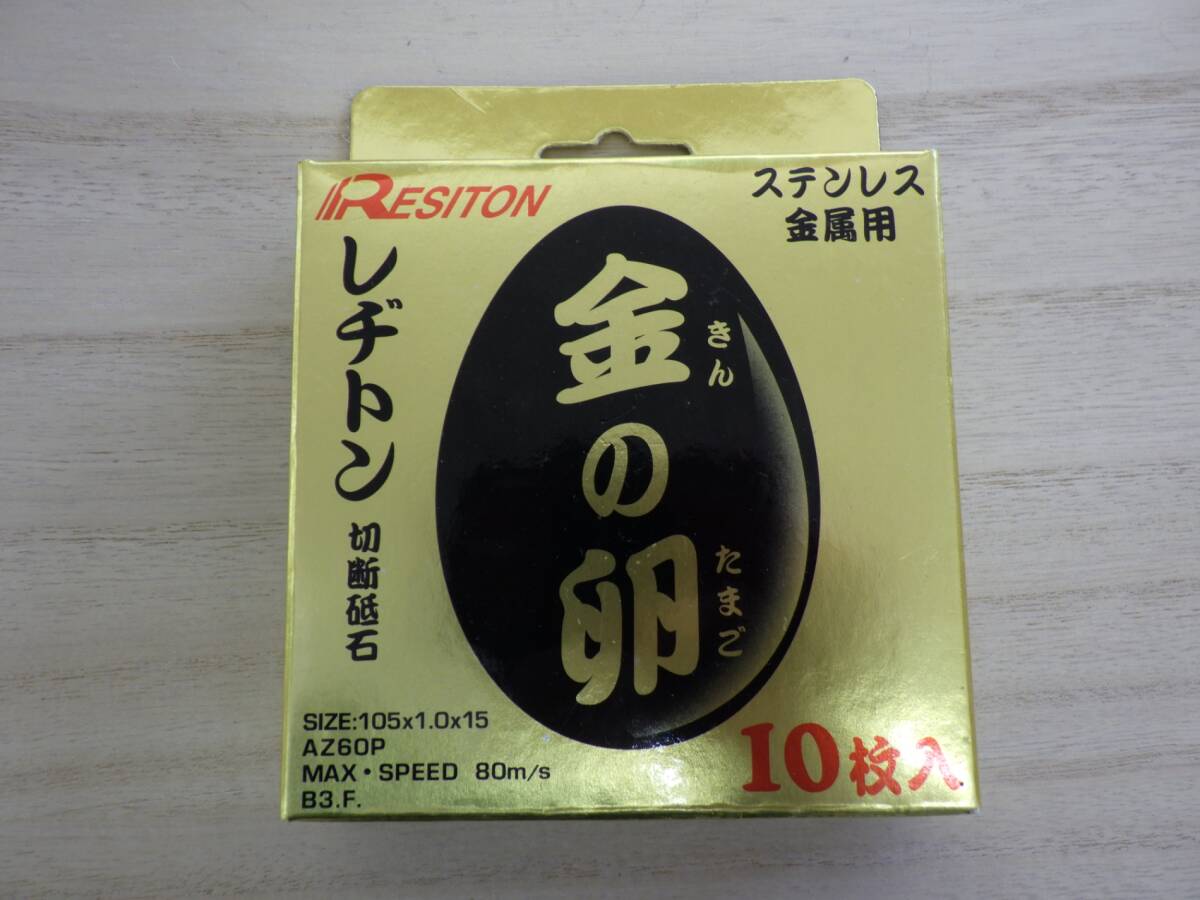 RESITON
ステンレス
金属用
レヂトン 切断砥石
金の卵
きん たまご
SIZE:105x1.0x15
AZ60P
MAX・SPEED 80m/s
B3.F.
10枚入